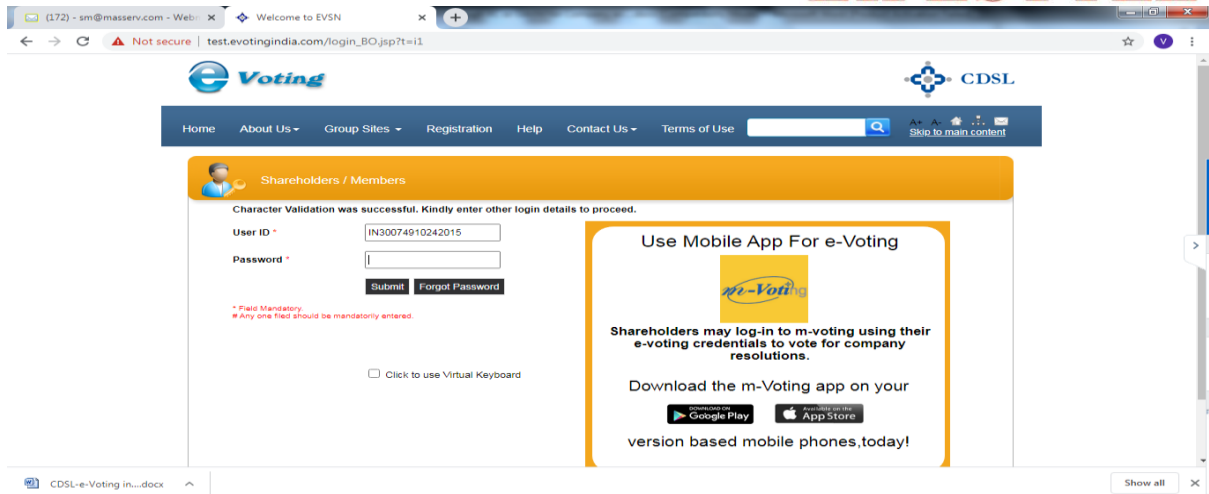 (172) - sm@masserv.com - Web
Welcome to EVSN
Not secure | test.evotingindia.com/login_BO.jsp?t=i1
V
e Voting
CDSL
Home About Us Group Sites Registration Help Contact Us Terms of Use
A+ A-
Skip to main content
Shareholders / Members
Character Validation was successful. Kindly enter other login details to proceed.
User ID *
IN30074910242015
Password *
Submit Forgot Password
* Field Mandatory.
# Any one filed should be mandatorily entered.
Click to use Virtual Keyboard
Use Mobile App For e-Voting
m-Voting
Shareholders may log-in to m-voting using their
e-voting credentials to vote for company
resolutions.
Download the m-Voting app on your
DOWNLOAD ON
Google Play
Available on the
App Store
version based mobile phones,today!
CDSL-e-Voting in....docx
Show all